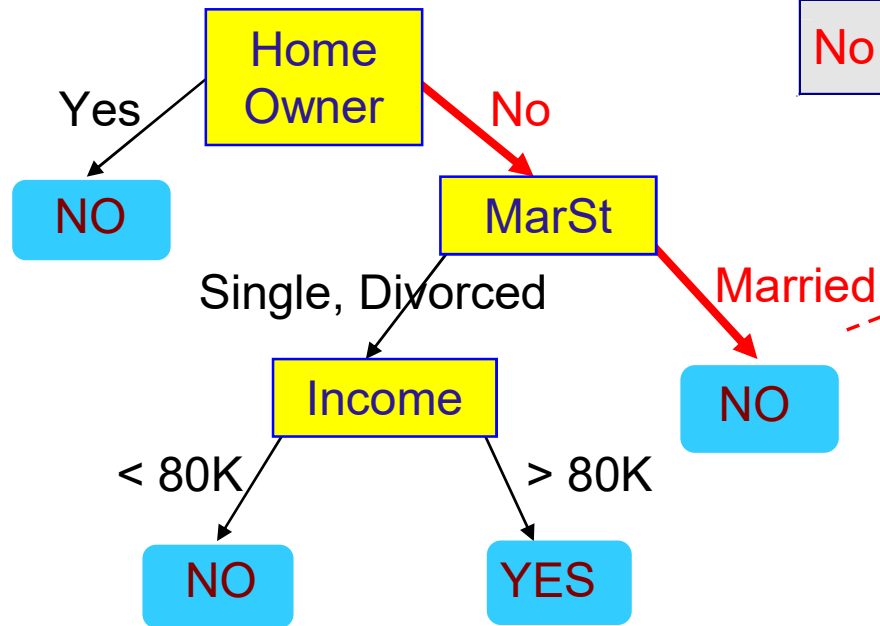 Home
Owner
No
Yes
No
NO
MarSt
Single, Divorced
Married
Income
NO
< 80K
> 80K
NO
YES